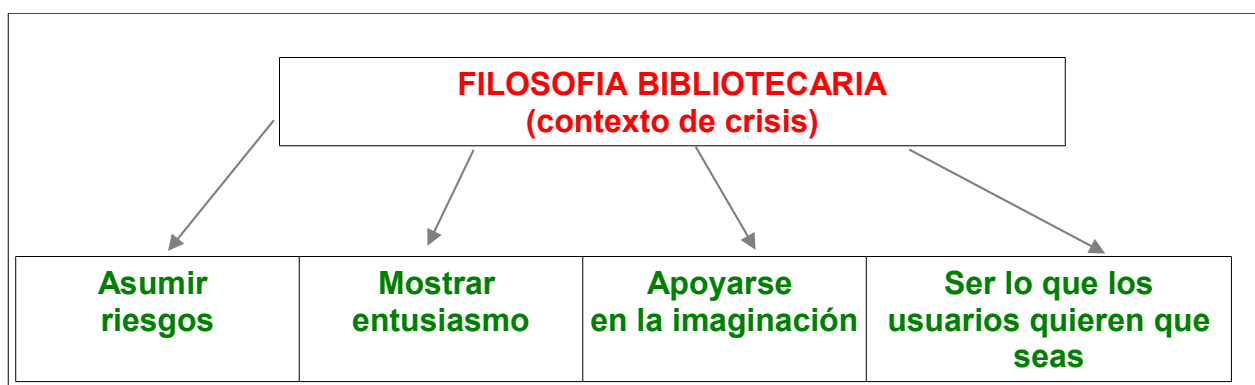 FILOSOFIA BIBLIOTECARIA
(contexto de crisis)
Asumir
riesgos
Mostrar
entusiasmo
Apoyarse
en la imaginación
Ser lo que los
usuarios quieren que
seas